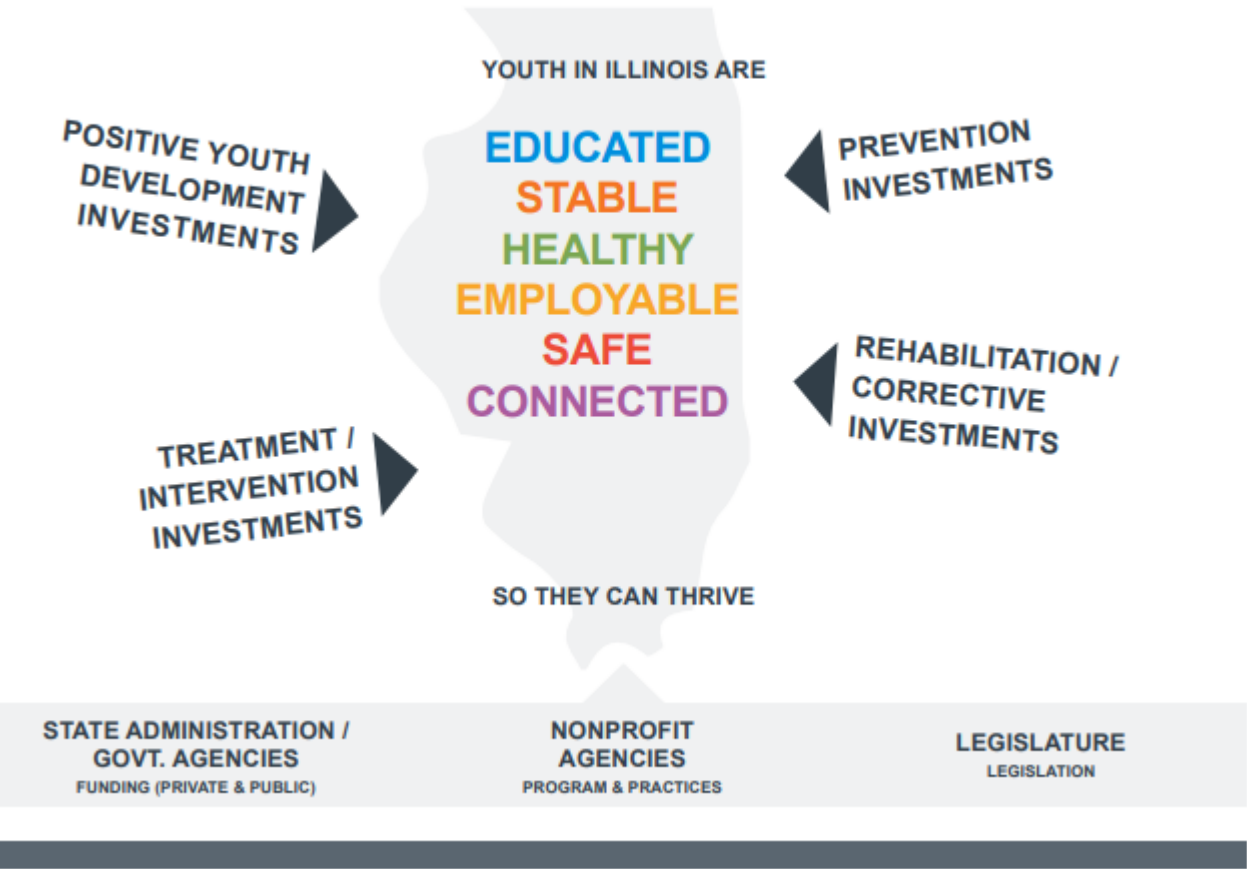 YOUTH IN ILLINOIS ARE
POSITIVE YOUTH
DEVELOPMENT
INVESTMENTS
EDUCATED
STABLE
HEALTHY
EMPLOYABLE
SAFE
CONNECTED
PREVENTION
INVESTMENTS
REHABILITATION /
CORRECTIVE
INVESTMENTS
TREATMENT /
INTERVENTION
INVESTMENTS
SO THEY CAN THRIVE
STATE ADMINISTRATION /
GOVT. AGENCIES
FUNDING (PRIVATE & PUBLIC)
NONPROFIT
AGENCIES
PROGRAM & PRACTICES
LEGISLATURE
LEGISLATION